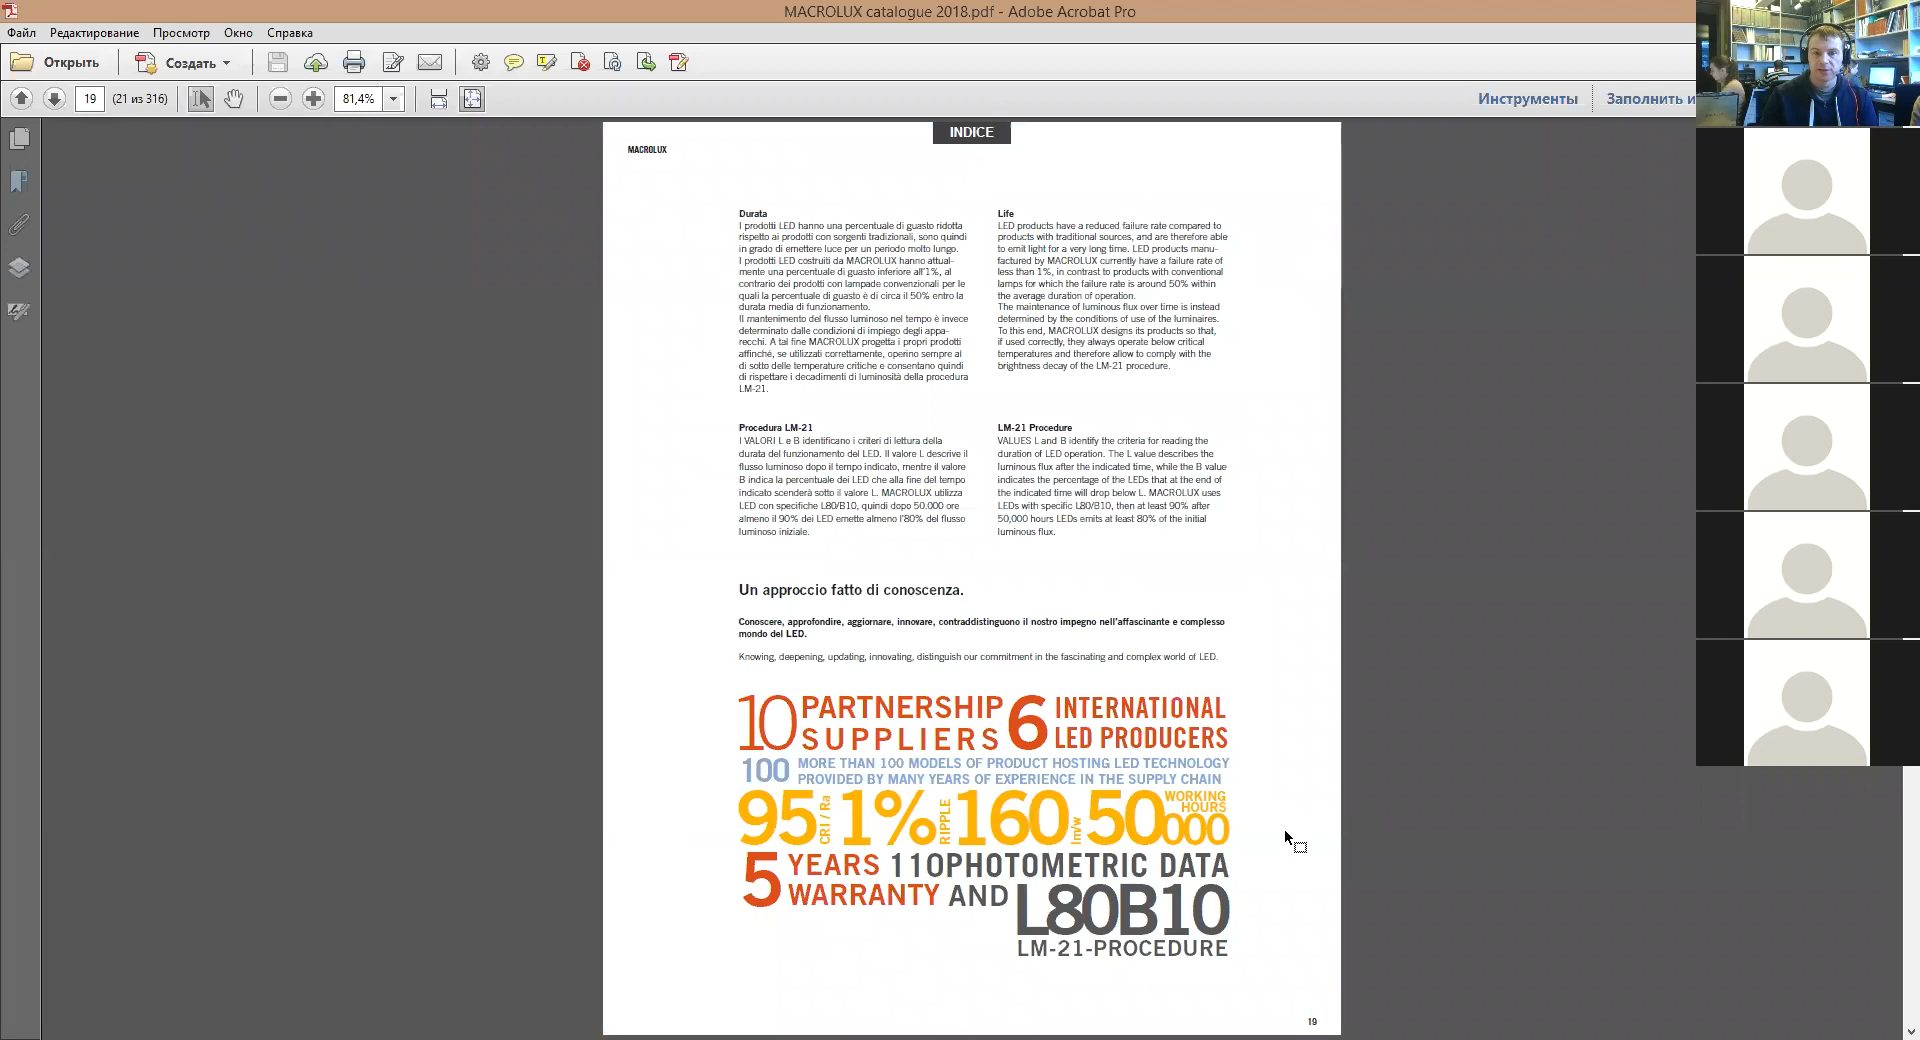 MACROLUX catalogue 2018.pdf - Adobe Acrobat Pro
Файл Редактирование Просмотр Окно Справка
Открыть Создать
19 (21 из 316) 81,4% Инструменты Заполнить и
INDICE
MACROLUX
Durata
I prodotti LED hanno una percentuale di guasto ridotta
rispetto ai prodotti con sorgenti tradizionali, sono quindi
in grado di emettere luce per un periodo molto lungo.
I prodotti LED costruiti da MACROLUX hanno attual-
mente una percentuale di guasto inferiore all'1%, al
contrario dei prodotti con lampade convenzionali per le
quali la percentuale di guasto è di circa il 50% entro la
durata media di funzionamento.
Il mantenimento del flusso luminoso nel tempo è invece
determinato dalle condizioni di impiego degli appa-
recchi. A tal fine MACROLUX progetta i propri prodotti
affinché, se utilizzati correttamente, operino sempre al
di sotto delle temperature critiche e consentano quindi
di rispettare i decadimenti di luminosità della procedura
LM-21.
Life
LED products have a reduced failure rate compared to
products with traditional sources, and are therefore able
to emit light for a very long time. LED products manu-
factured by MACROLUX currently have a failure rate of
less than 1%, in contrast to products with conventional
lamps for which the failure rate is around 50% within
the average duration of operation.
The maintenance of luminous flux over time is instead
determined by the conditions of use of the luminaires.
To this end, MACROLUX designs its products so that,
if used correctly, they always operate below critical
temperatures and therefore allow to comply with the
brightness decay of the LM-21 procedure.
Procedura LM-21
I VALORI L e B identificano i criteri di lettura della
durata del funzionamento del LED. Il valore L descrive il
flusso luminoso dopo il tempo indicato, mentre il valore
B indica la percentuale dei LED che alla fine del tempo
indicato scenderà sotto il valore L. MACROLUX utilizza
LED con specifiche L80/B10, quindi dopo 50.000 ore
almeno il 90% dei LED emette almeno l'80% del flusso
luminoso iniziale.
LM-21 Procedure
VALUES L and B identify the criteria for reading the
duration of LED operation. The L value describes the
luminous flux after the indicated time, while the B value
indicates the percentage of the LEDs that at the end of
the indicated time will drop below L. MACROLUX uses
LEDs with specific L80/B10, then at least 90% after
50,000 hours LEDs emits at least 80% of the initial
luminous flux.
Un approccio fatto di conoscenza.
Conoscere, approfondire, aggiornare, innovare, contraddistinguono il nostro impegno nell'affascinante e complesso
mondo del LED.
Knowing, deepening, updating, innovating, distinguish our commitment in the fascinating and complex world of LED.
10 PARTNERSHIP SUPPLIERS 6 INTERNATIONAL LED PRODUCERS
100 MORE THAN 100 MODELS OF PRODUCT HOSTING LED TECHNOLOGY
PROVIDED BY MANY YEARS OF EXPERIENCE IN THE SUPPLY CHAIN
95 CRI / Ra 1% RIPPLE 160 lm/w 50 000 WORKING HOURS
5 YEARS WARRANTY 110 PHOTOMETRIC DATA
AND L80B10
LM-21-PROCEDURE
19